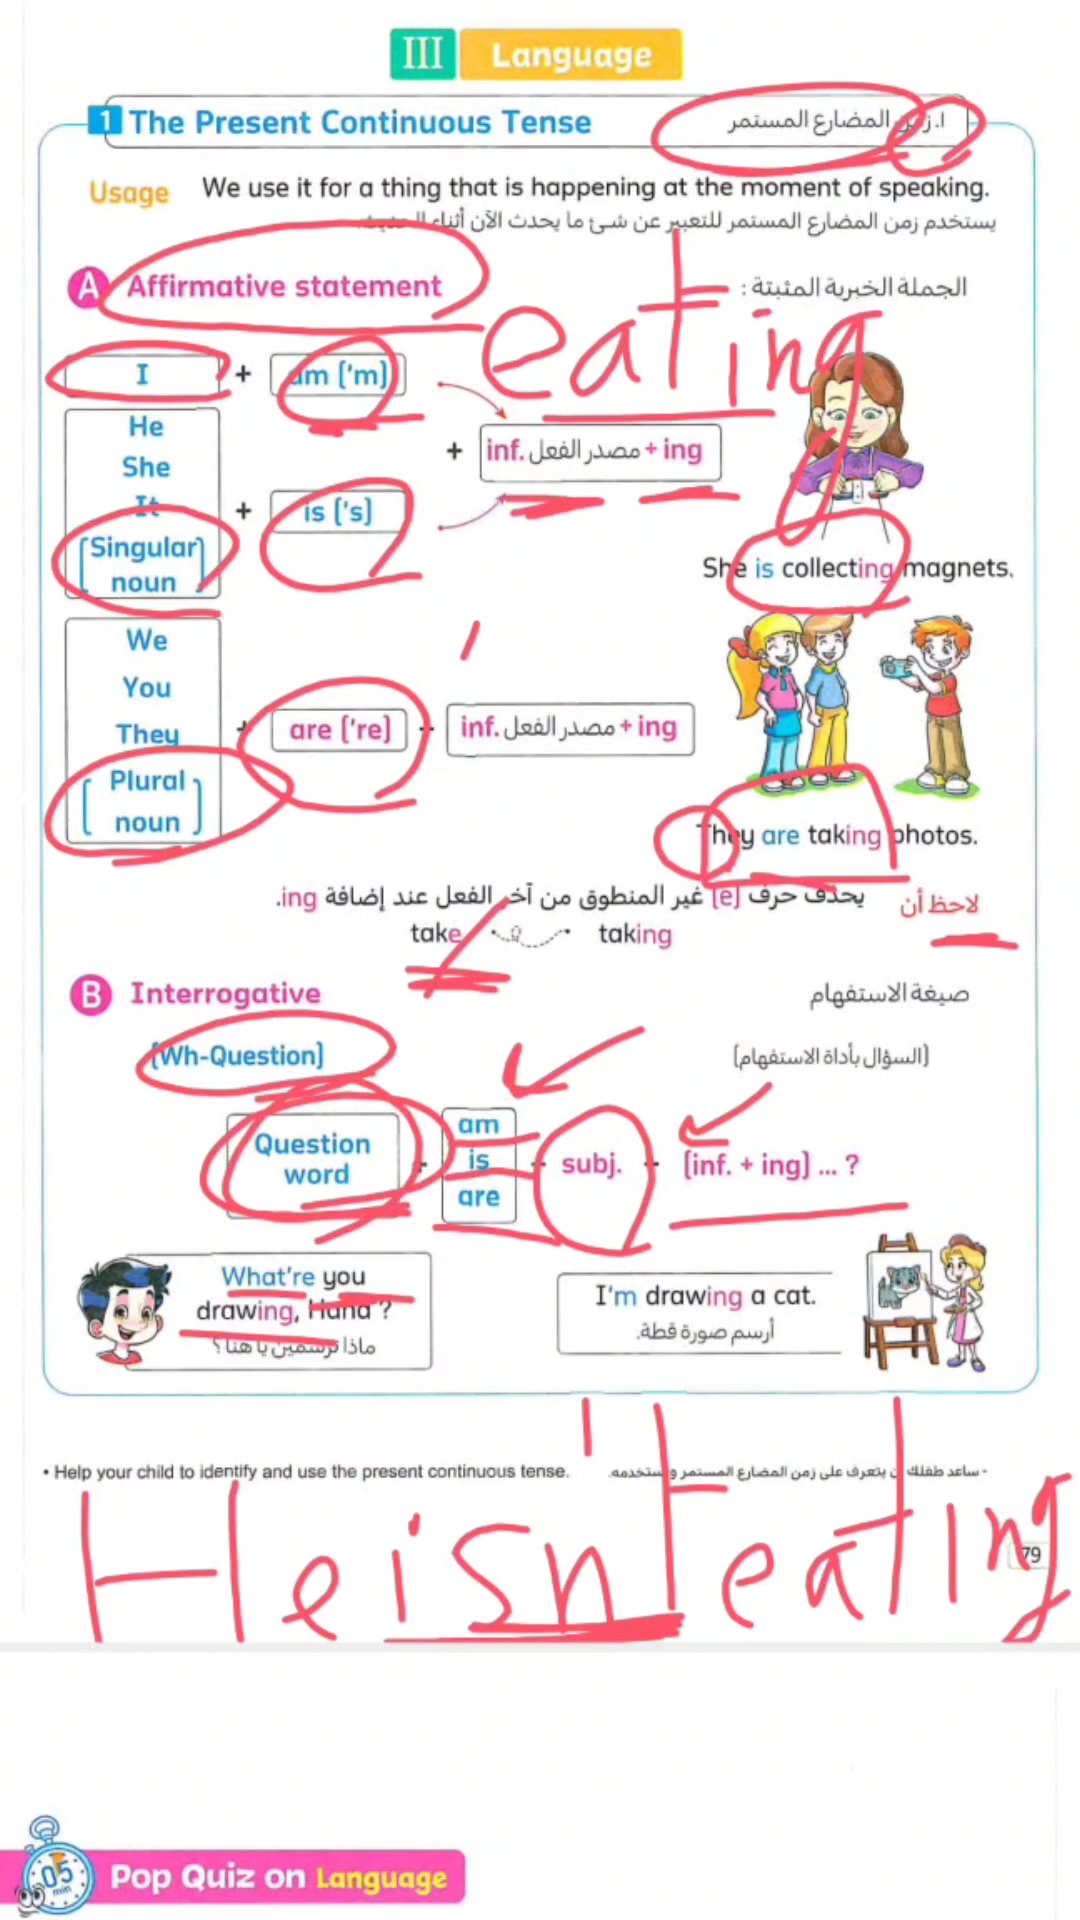 III Language
1 The Present Continuous Tense
١. زمن المضارع المستمر
Usage We use it for a thing that is happening at the moment of speaking.
يستخدم زمن المضارع المستمر للتعبير عن شئ ما يحدث الآن أثناء الحديث.
A Affirmative statement
الجملة الخبرية المثبتة :
eating
I + am ('m)
He
She
It + is ('s)
(Singular noun)
+ inf. مصدر الفعل + ing
She is collecting magnets.
We
You
They
(Plural noun)
+ are ('re) + inf. مصدر الفعل + ing
They are taking photos.
لاحظ أن يحذف حرف (e) غير المنطوق من آخر الفعل عند إضافة ing.
take taking
B Interrogative
صيغة الاستفهام
(Wh-Question)
(السؤال بأداة الاستفهام)
Question word + am is are + subj. + (inf. + ing) ... ?
What're you
drawing, Hana ?
ماذا ترسمين يا هنا ؟
I'm drawing a cat.
أرسم صورة قطة.
• Help your child to identify and use the present continuous tense.
- ساعد طفلك أن يتعرف على زمن المضارع المستمر ويستخدمه.
He isn't eating
79
05 min
Pop Quiz on Language